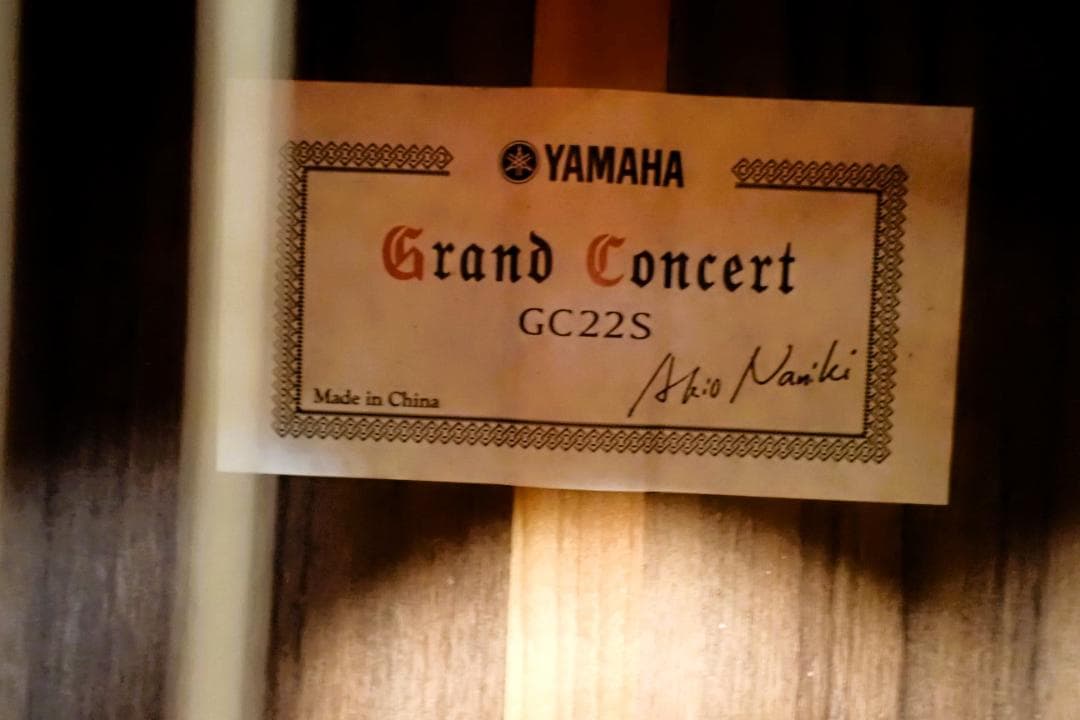 YAMAHA
Grand Concert
GC22S
Akio Naniki
Made in China